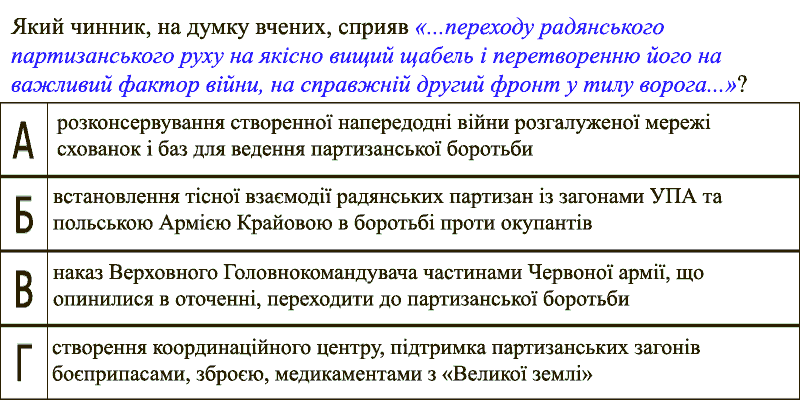 Який чинник, на думку вчених, сприяв «...переходу радянського
партизанського руху на якісно вищий щабель і перетворенню його на
важливий фактор війни, на справжній другий фронт у тилу ворога...»?
А
розконсервування створенної напередодні війни розгалуженої мережі
схованок і баз для ведення партизанської боротьби
Б
встановлення тісної взаємодії радянських партизан із загонами УПА та
польською Армією Крайовою в боротьбі проти окупантів
В
наказ Верховного Головнокомандувача частинами Червоної армії, що
опинилися в оточенні, переходити до партизанської боротьби
Г
створення координаційного центру, підтримка партизанських загонів
боєприпасами, зброєю, медикаментами з «Великої землі»